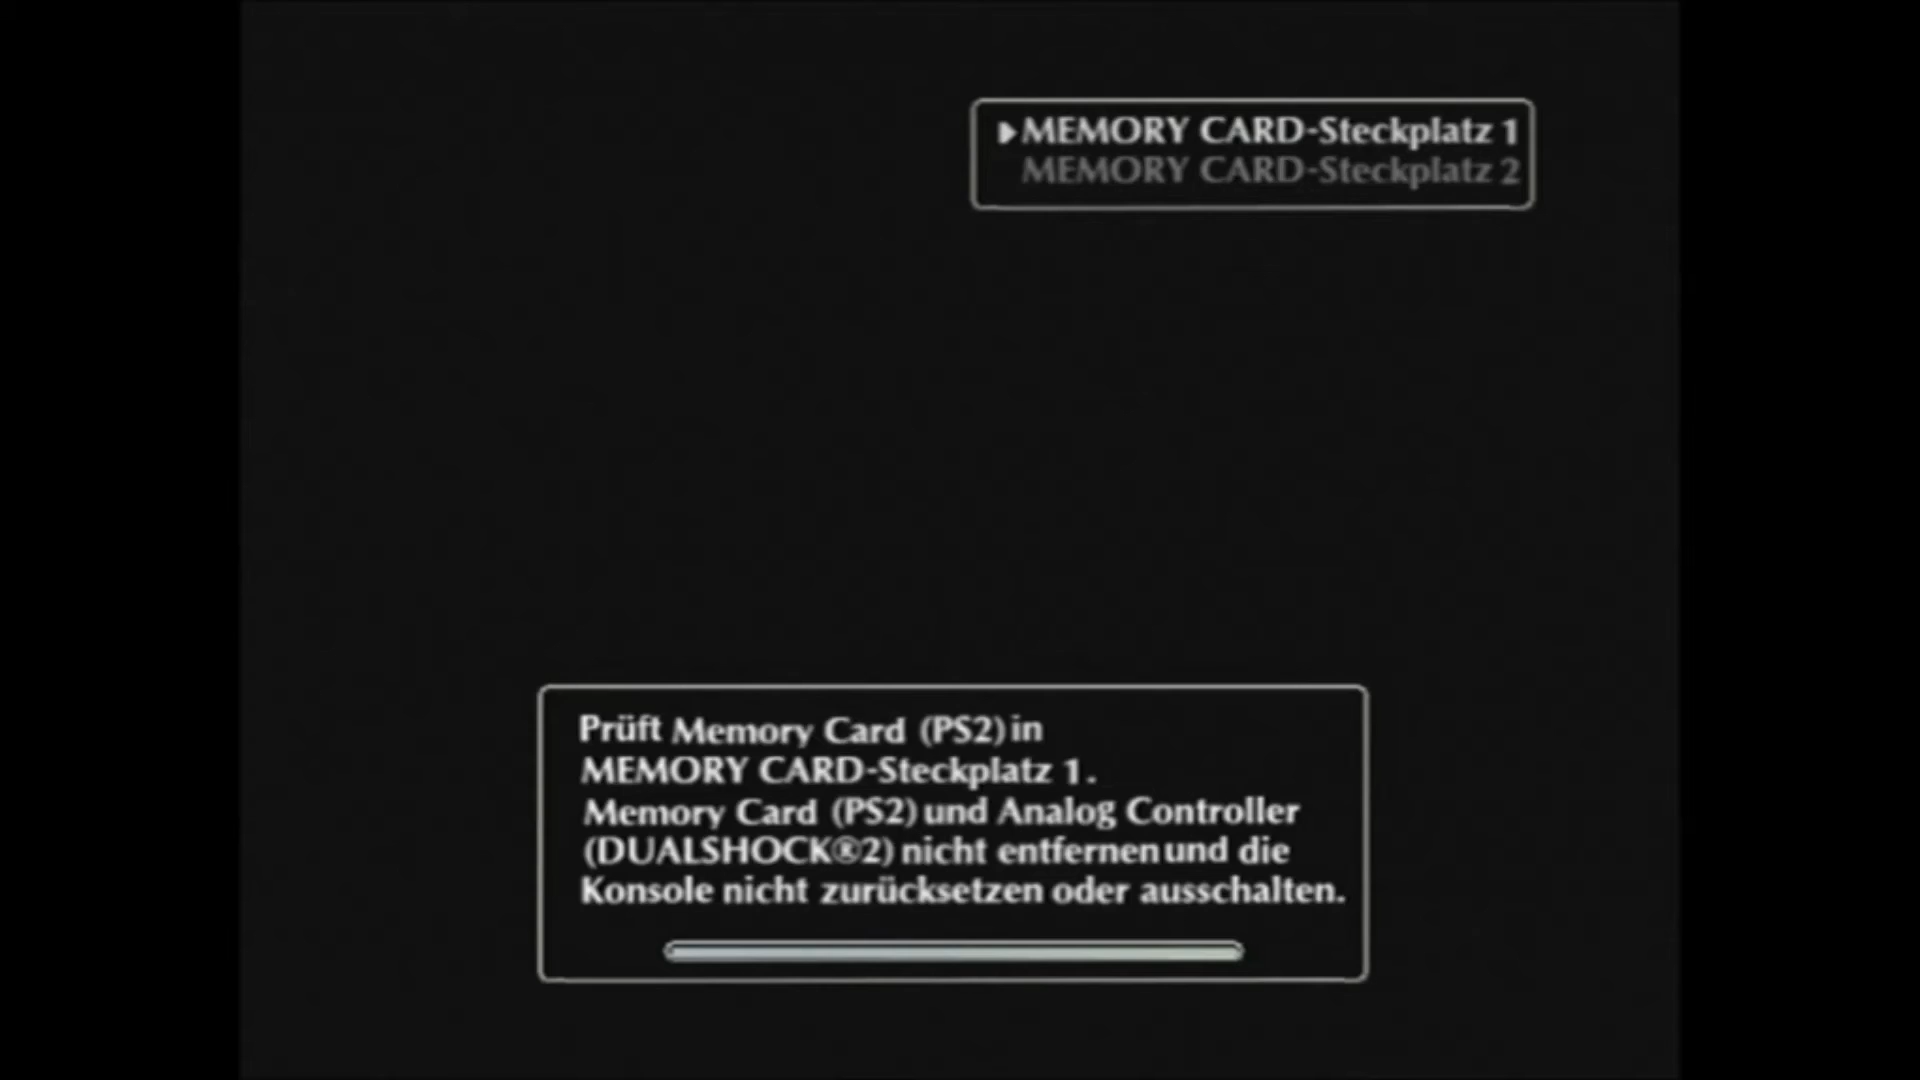 MEMORY CARD-Steckplatz 1
MEMORY CARD-Steckplatz 2
Prüft Memory Card (PS2) in
MEMORY CARD-Steckplatz 1.
Memory Card (PS2) und Analog Controller
(DUALSHOCK®2) nicht entfernen und die
Konsole nicht zurücksetzen oder ausschalten.